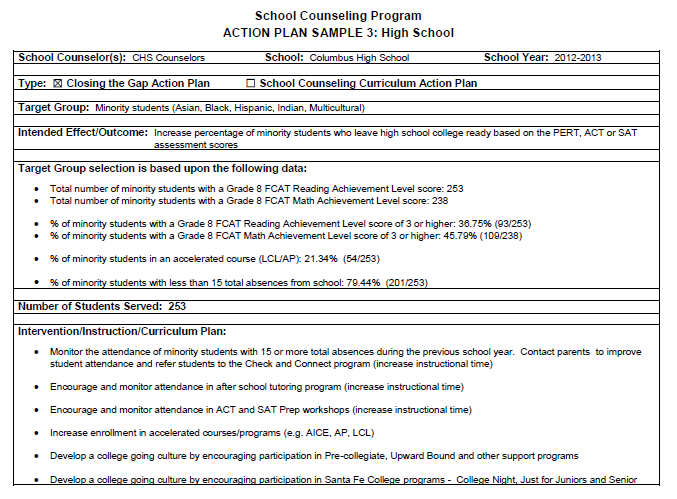 School Counseling Program
ACTION PLAN SAMPLE 3: High School
School Counselor(s): CHS Counselors School: Columbus High School School Year: 2012-2013
Type: ☒ Closing the Gap Action Plan ☐ School Counseling Curriculum Action Plan
Target Group: Minority students (Asian, Black, Hispanic, Indian, Multicultural)
Intended Effect/Outcome: Increase percentage of minority students who leave high school college ready based on the PERT, ACT or SAT
assessment scores
Target Group selection is based upon the following data:
• Total number of minority students with a Grade 8 FCAT Reading Achievement Level score: 253
• Total number of minority students with a Grade 8 FCAT Math Achievement Level score: 238
• % of minority students with a Grade 8 FCAT Reading Achievement Level score of 3 or higher: 36.75% (93/253)
• % of minority students with a Grade 8 FCAT Math Achievement Level score of 3 or higher: 45.79% (109/238)
• % of minority students in an accelerated course (LCL/AP): 21.34% (54/253)
• % of minority students with less than 15 total absences from school: 79.44% (201/253)
Number of Students Served: 253
Intervention/Instruction/Curriculum Plan:
• Monitor the attendance of minority students with 15 or more total absences during the previous school year. Contact parents to improve
student attendance and refer students to the Check and Connect program (increase instructional time)
• Encourage and monitor attendance in after school tutoring program (increase instructional time)
• Encourage and monitor attendance in ACT and SAT Prep workshops (increase instructional time)
• Increase enrollment in accelerated courses/programs (e.g. AICE, AP, LCL)
• Develop a college going culture by encouraging participation in Pre-collegiate, Upward Bound and other support programs
• Develop a college going culture by encouraging participation in Santa Fe College programs - College Night, Just for Juniors and Senior